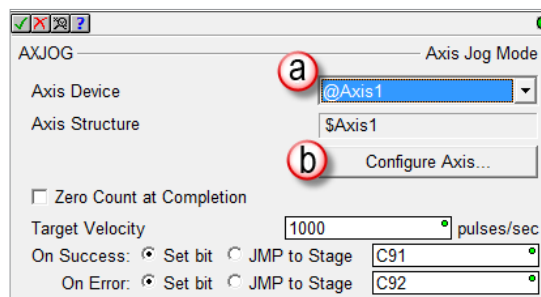 ?
AXJOG Axis Jog Mode
a
Axis Device @Axis1
Axis Structure $Axis1
b Configure Axis...
Zero Count at Completion
Target Velocity 1000 pulses/sec
On Success: Set bit JMP to Stage C91
On Error: Set bit JMP to Stage C92